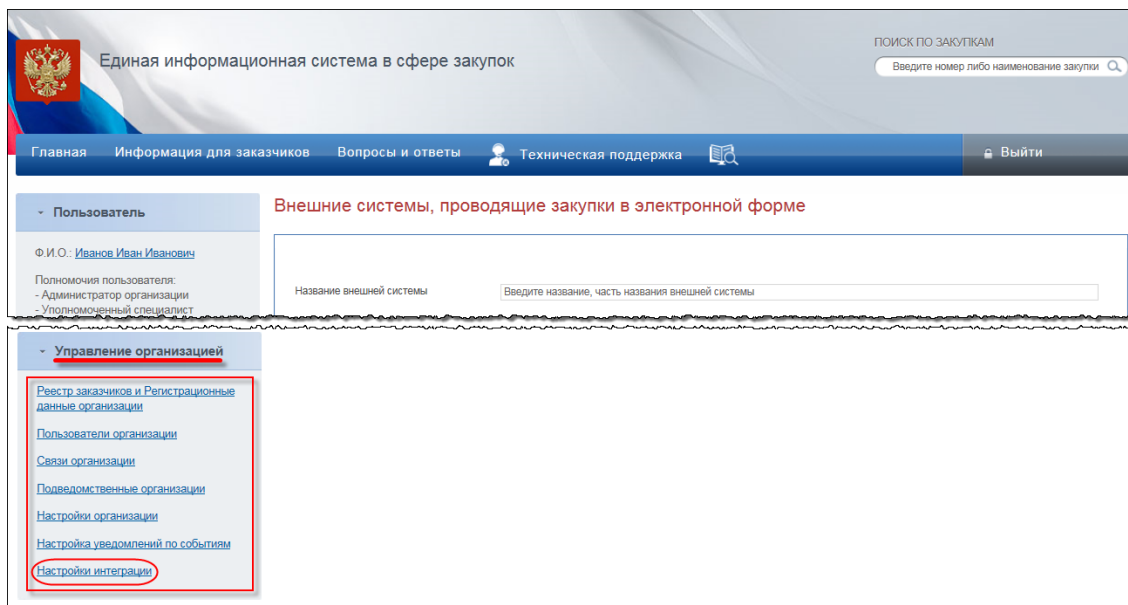 Единая информационная система в сфере закупок
ПОИСК ПО ЗАКУПКАМ
Введите номер либо наименование закупки
Главная Информация для заказчиков Вопросы и ответы Техническая поддержка Выйти
Пользователь
Ф.И.О.: Иванов Иван Иванович
Полномочия пользователя:
- Администратор организации
- Уполномоченный специалист
Внешние системы, проводящие закупки в электронной форме
Название внешней системы Введите название, часть названия внешней системы
Управление организацией
Реестр заказчиков и Регистрационные
данные организации
Пользователи организации
Связи организации
Подведомственные организации
Настройки организации
Настройка уведомлений по событиям
Настройки интеграции